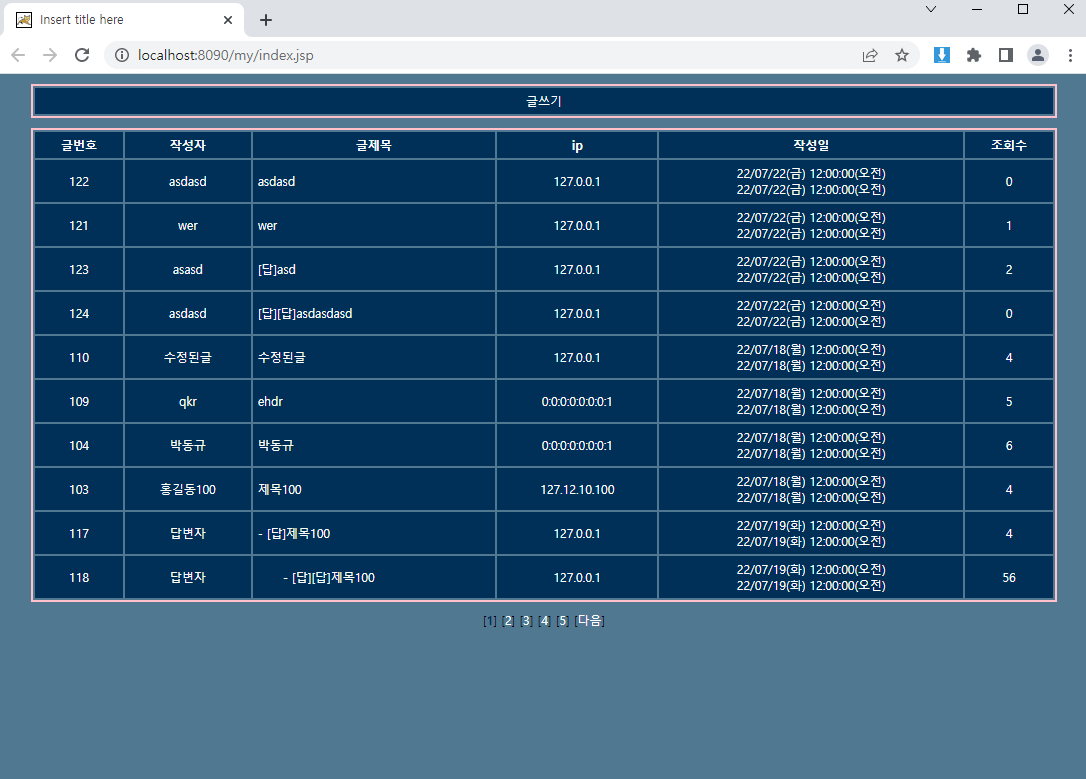 Insert title here
localhost:8090/my/index.jsp
글쓰기
글번호 작성자 글제목 ip 작성일 조회수
122 asdasd asdasd 127.0.0.1 22/07/22(금) 12:00:00(오전) 0
22/07/22(금) 12:00:00(오전)
121 wer wer 127.0.0.1 22/07/22(금) 12:00:00(오전) 1
22/07/22(금) 12:00:00(오전)
123 asasd [답]asd 127.0.0.1 22/07/22(금) 12:00:00(오전) 2
22/07/22(금) 12:00:00(오전)
124 asdasd [답][답]asdasdasd 127.0.0.1 22/07/22(금) 12:00:00(오전) 0
22/07/22(금) 12:00:00(오전)
110 수정된글 수정된글 127.0.0.1 22/07/18(월) 12:00:00(오전) 4
22/07/18(월) 12:00:00(오전)
109 qkr ehdr 0:0:0:0:0:0:0:1 22/07/18(월) 12:00:00(오전) 5
22/07/18(월) 12:00:00(오전)
104 박동규 박동규 0:0:0:0:0:0:0:1 22/07/18(월) 12:00:00(오전) 6
22/07/18(월) 12:00:00(오전)
103 홍길동100 제목100 127.12.10.100 22/07/18(월) 12:00:00(오전) 4
22/07/18(월) 12:00:00(오전)
117 답변자 - [답]제목100 127.0.0.1 22/07/19(화) 12:00:00(오전) 4
22/07/19(화) 12:00:00(오전)
118 답변자 - [답][답]제목100 127.0.0.1 22/07/19(화) 12:00:00(오전) 56
22/07/19(화) 12:00:00(오전)
[1] [2] [3] [4] [5] [다음]